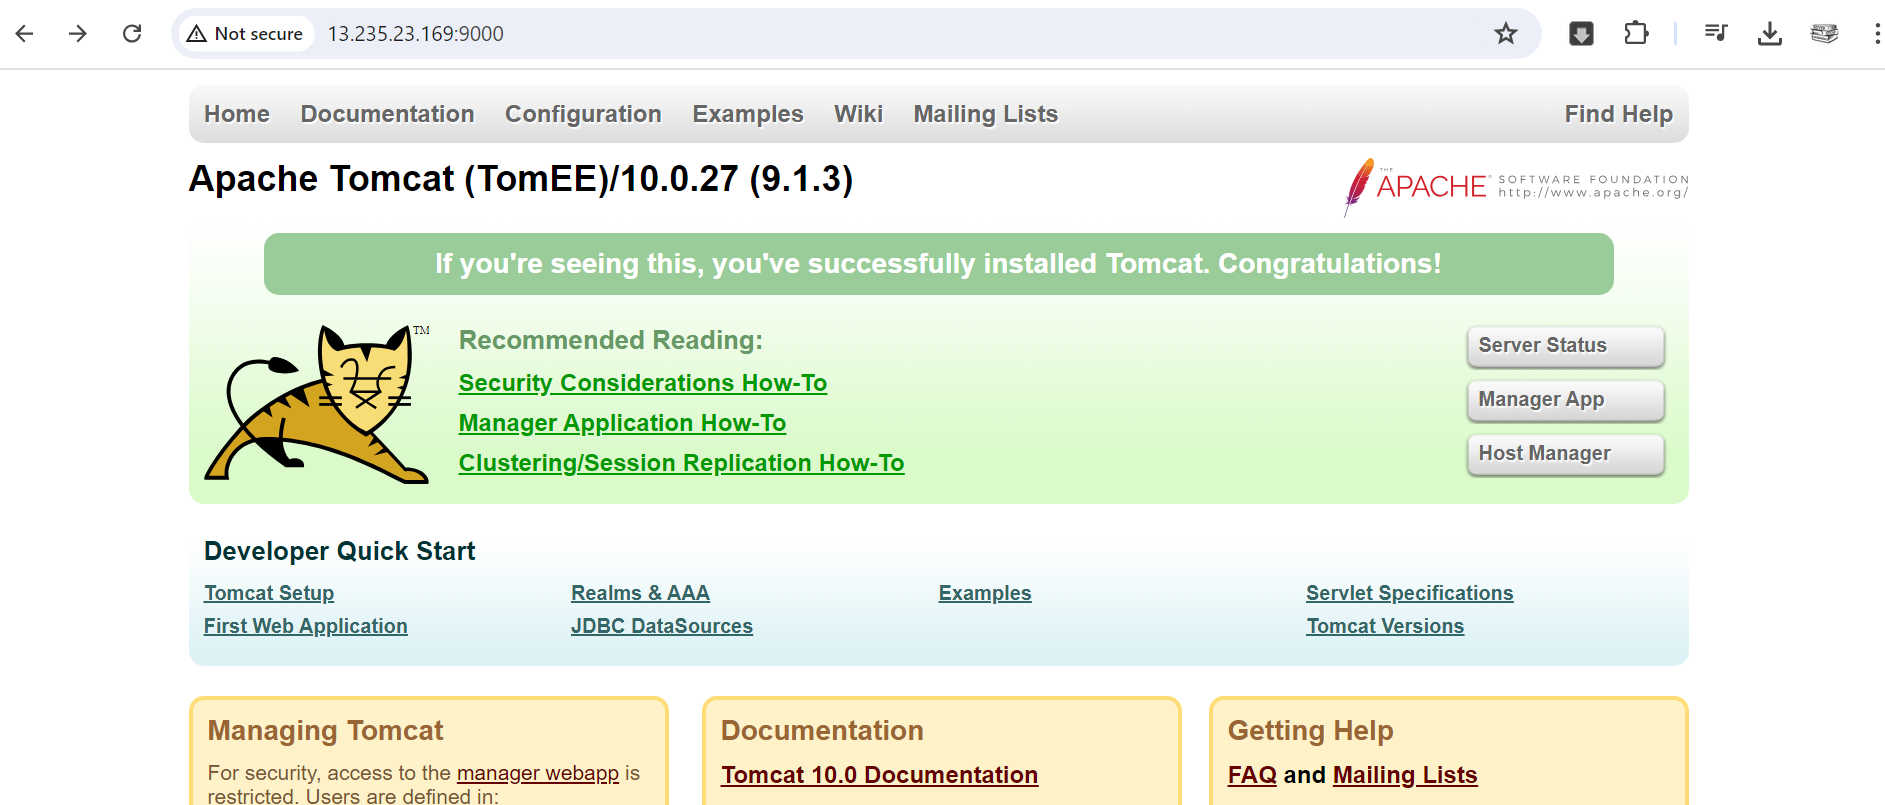 Not secure 13.235.23.169:9000
Home Documentation Configuration Examples Wiki Mailing Lists Find Help
Apache Tomcat (TomEE)/10.0.27 (9.1.3)
THE
APACHE® SOFTWARE FOUNDATION
http://www.apache.org/
If you're seeing this, you've successfully installed Tomcat. Congratulations!
TM
Recommended Reading:
Security Considerations How-To
Manager Application How-To
Clustering/Session Replication How-To
Server Status
Manager App
Host Manager
Developer Quick Start
Tomcat Setup
First Web Application
Realms & AAA
JDBC DataSources
Examples
Servlet Specifications
Tomcat Versions
Managing Tomcat
For security, access to the manager webapp is
restricted. Users are defined in:
Documentation
Tomcat 10.0 Documentation
Getting Help
FAQ and Mailing Lists